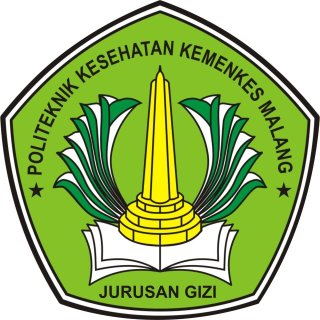 POLITEKNIK KESEHATAN KEMENKES MALANG
JURUSAN GIZI